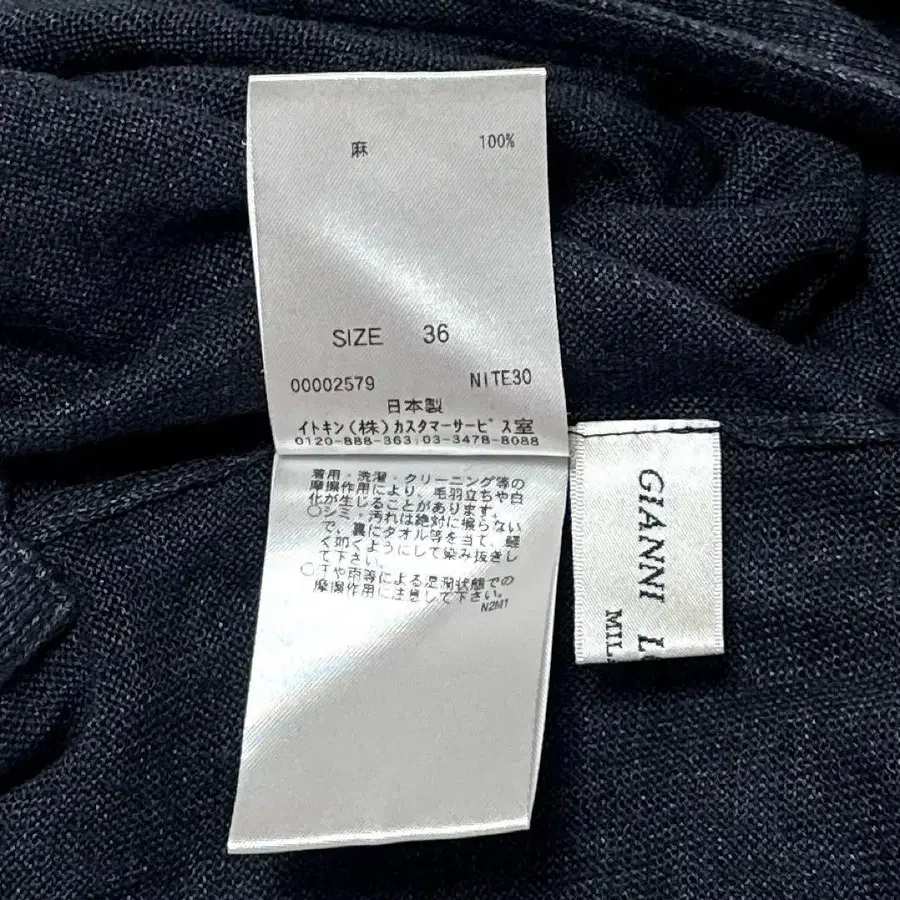 麻 100%
SIZE 36
00002579 NITE30
日本製
イトキン(株)カスタマーサービス室
0120-888-363,03-3478-8088
着用・洗濯・クリーニング等の
摩擦作用により、毛羽立ちや白
化が生じることがあります。
〇シミ・汚れは絶対に擦らない
で、裏にタオル等を当て、軽
く叩くようにして染み抜きし
て下さい。
〇汗や雨等による湿潤状態での
摩擦作用に注意して下さい。
N2M1
GIANNI
MIL